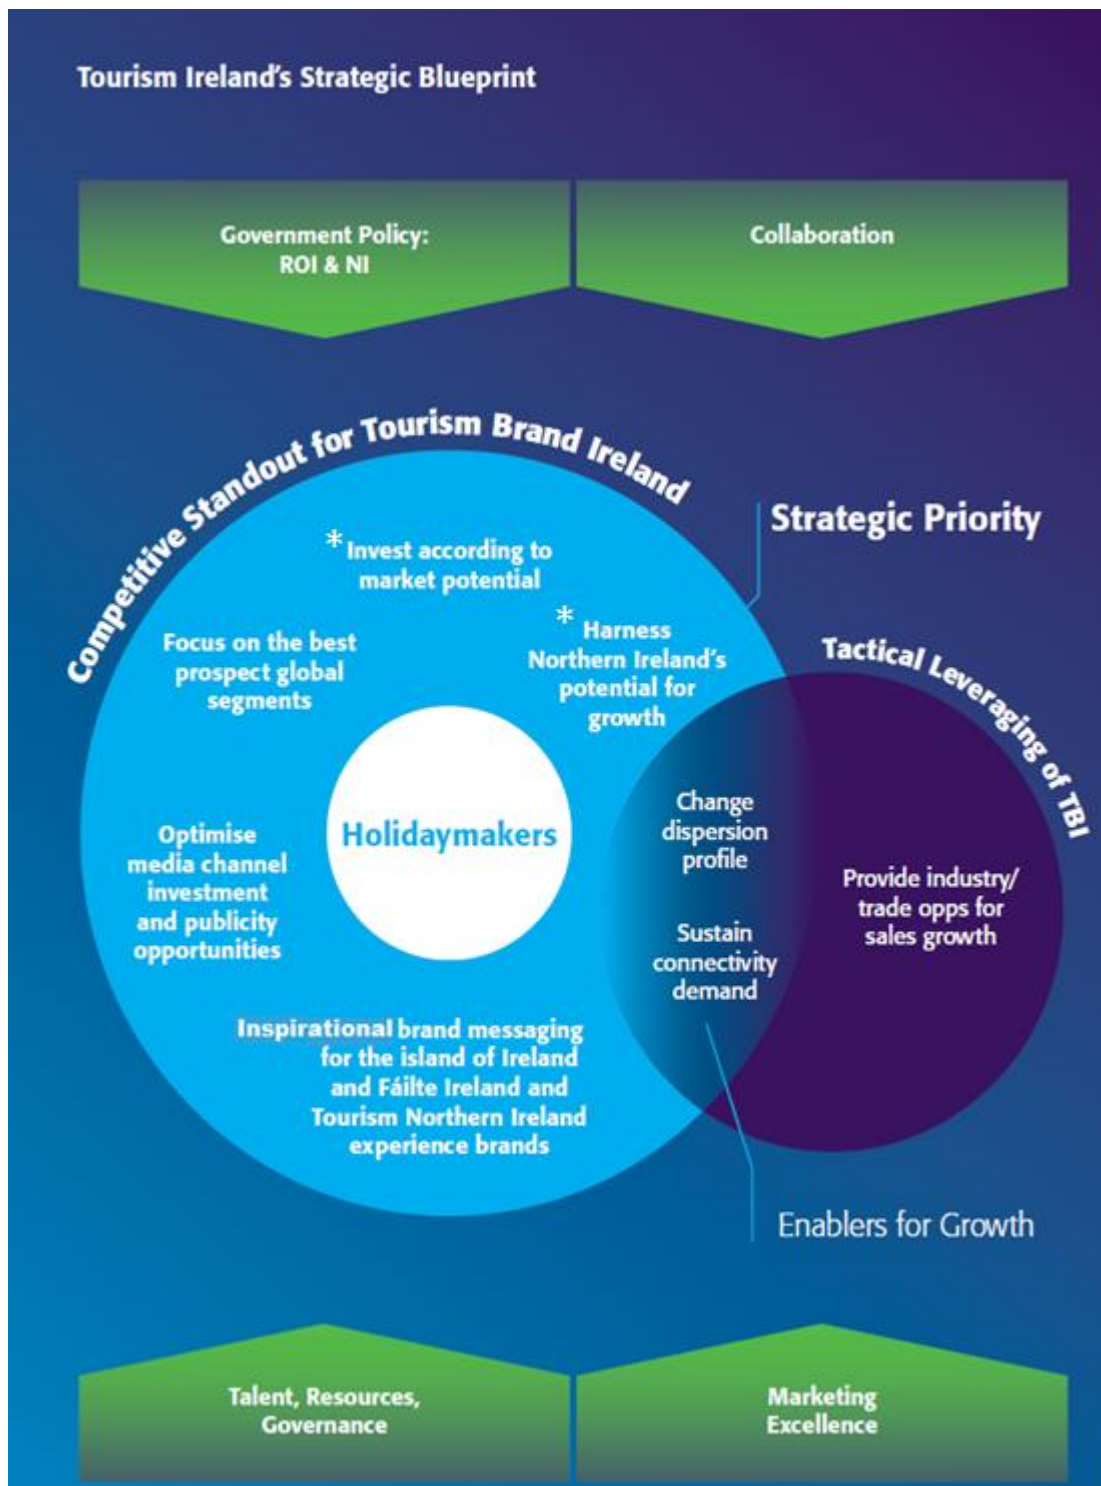 Tourism Ireland's Strategic Blueprint
Government Policy:
ROI & NI
Collaboration
Competitive Standout for Tourism Brand Ireland
Strategic Priority
* Invest according to
market potential
* Harness
Northern Ireland's
potential for
growth
Focus on the best
prospect global
segments
Tactical Leveraging of TBI
Holidaymakers
Optimise
media channel
investment
and publicity
opportunities
Change
dispersion
profile
Sustain
connectivity
demand
Provide industry/
trade opps for
sales growth
Inspirational brand messaging
for the island of Ireland
and Fáilte Ireland and
Tourism Northern Ireland
experience brands
Enablers for Growth
Talent, Resources,
Governance
Marketing
Excellence